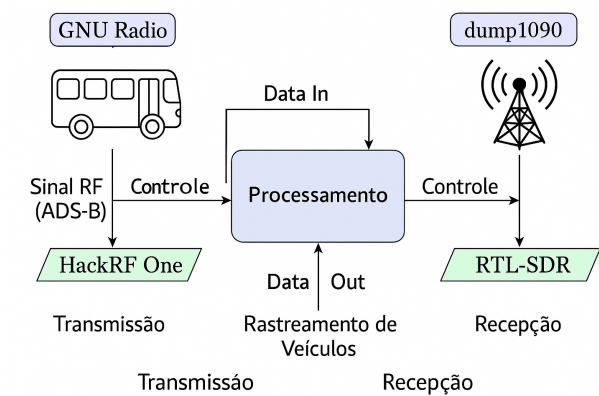 GNU Radio
dump1090
Data In
Sinal RF
(ADS-B)
Controle
Processamento
Controle
HackRF One
RTL-SDR
Data Out
Transmissão
Rastreamento de
Veículos
Recepção
Transmissáo
Recepção